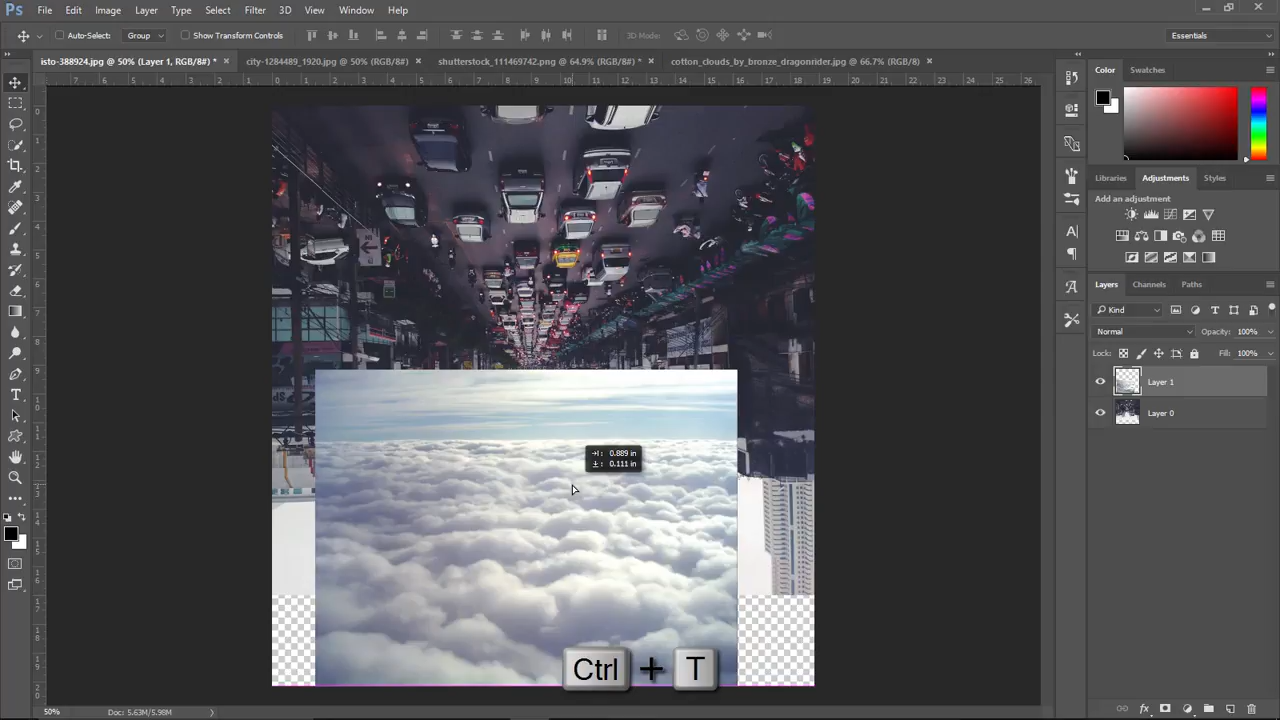 Ps File Edit Image Layer Type Select Filter 3D View Window Help
Auto-Select: Group Show Transform Controls 3D Mode: Essentials
isto-388924.jpg @ 50% (Layer 1, RGB/8#) * × city-1284489_1920.jpg @ 50% (RGB/8#) × shutterstock_111469742.png @ 64.9% (RGB/8#) * × cotton_clouds_by_bronze_dragonrider.jpg @ 66.7% (RGB/8) ×
Color Swatches
Libraries Adjustments Styles
Add an adjustment
Layers Channels Paths
Kind
Normal Opacity: 100%
Lock: Fill: 100%
Layer 1
Layer 0
0.889 in
0.111 in
Ctrl + T
50% Doc: 5.63M/5.98M